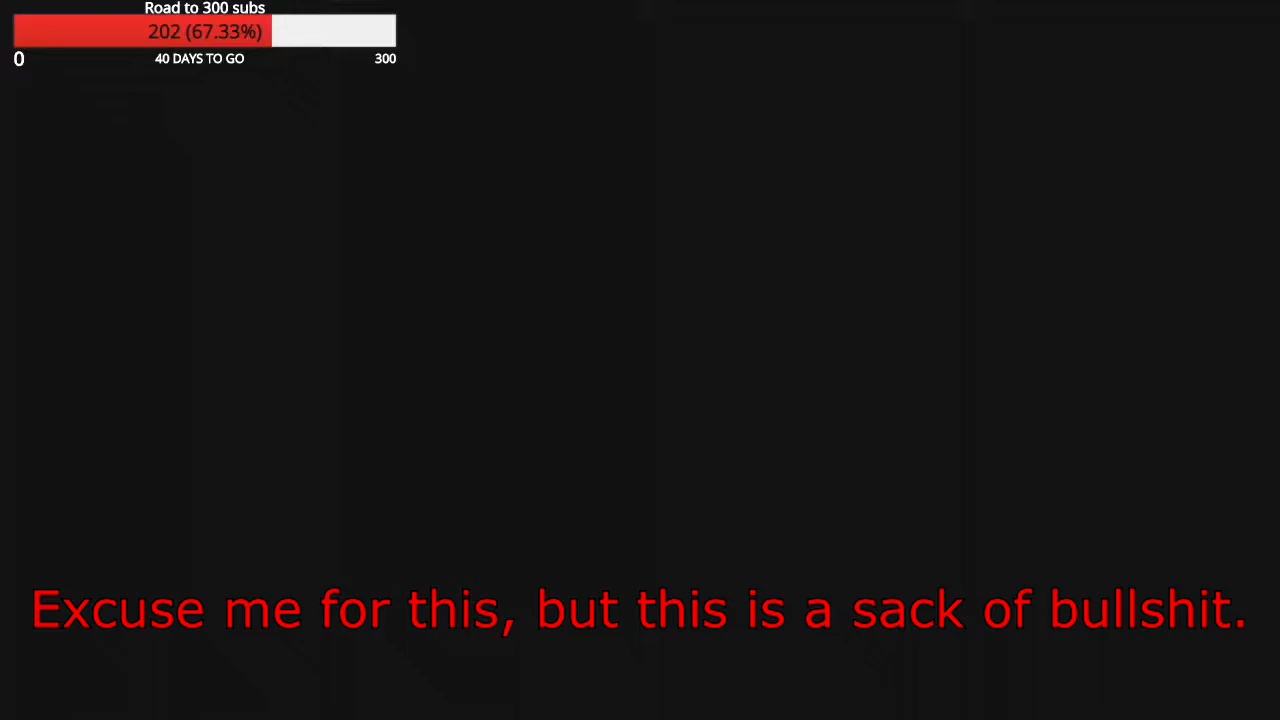 Road to 300 subs
202 (67.33%)
0 40 DAYS TO GO 300
Excuse me for this, but this is a sack of bullshit.